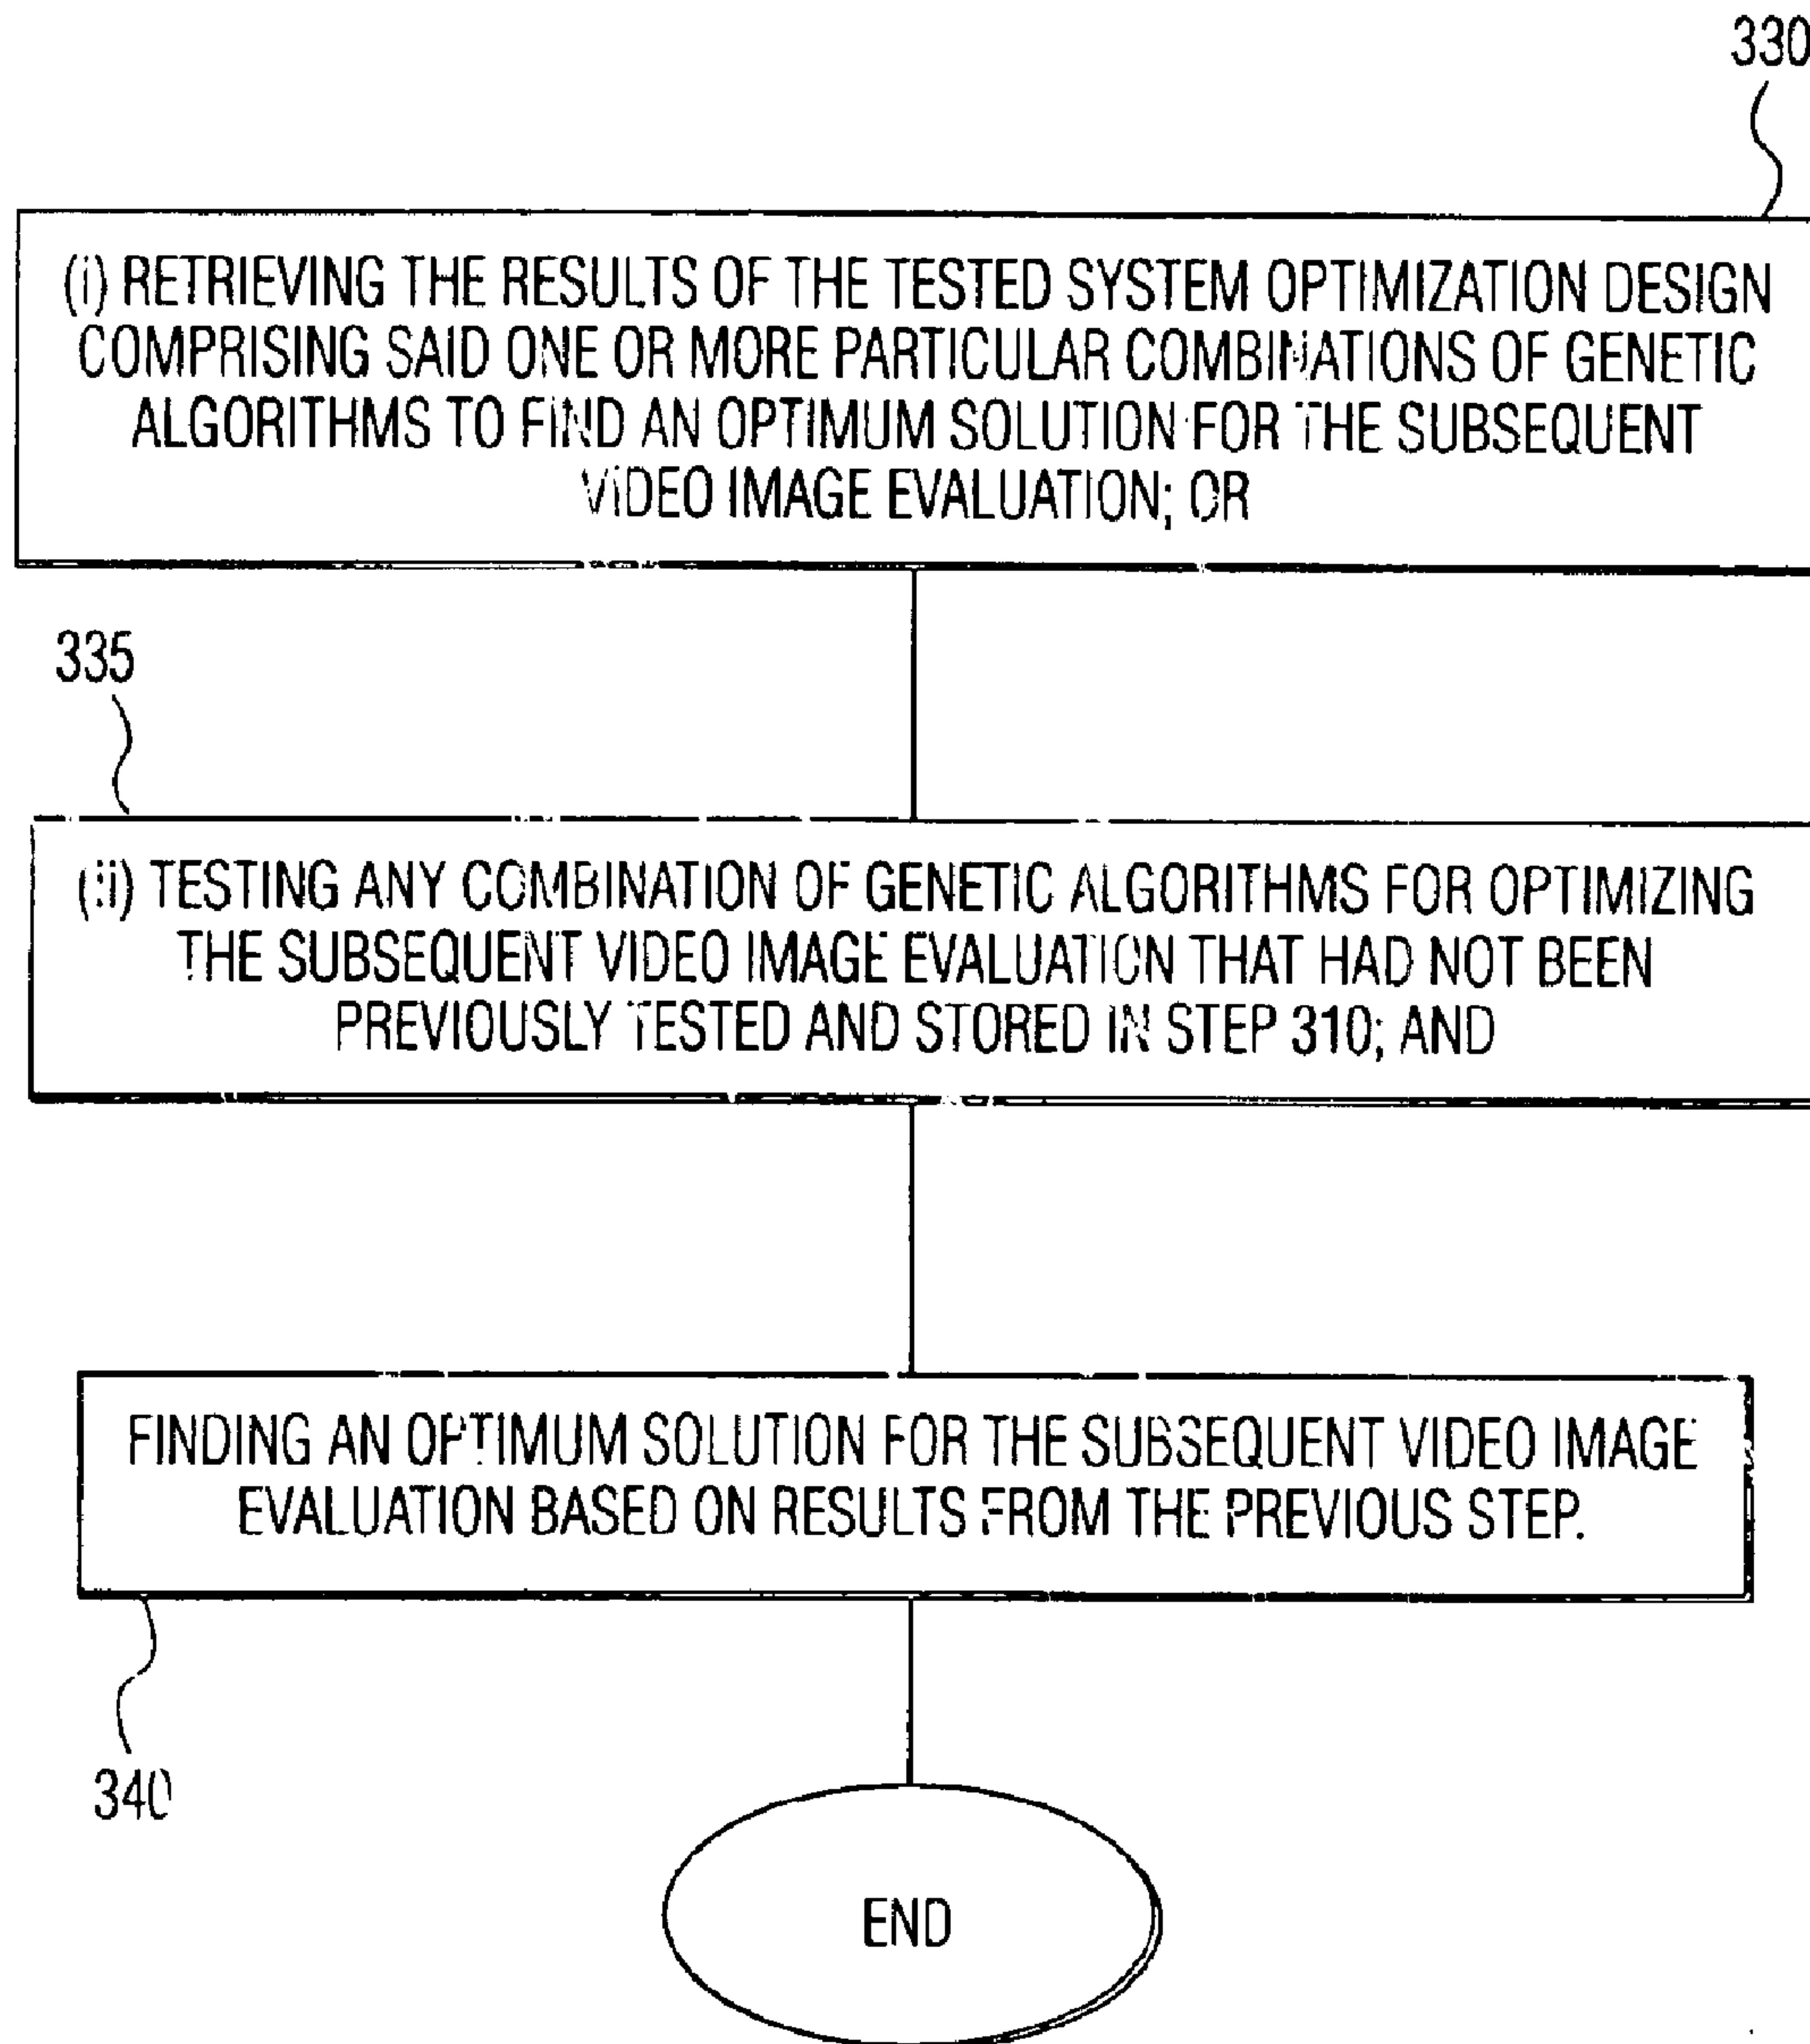 330
(i) RETRIEVING THE RESULTS OF THE TESTED SYSTEM OPTIMIZATION DESIGN
COMPRISING SAID ONE OR MORE PARTICULAR COMBINATIONS OF GENETIC
ALGORITHMS TO FIND AN OPTIMUM SOLUTION FOR THE SUBSEQUENT
VIDEO IMAGE EVALUATION; OR
335
(ii) TESTING ANY COMBINATION OF GENETIC ALGORITHMS FOR OPTIMIZING
THE SUBSEQUENT VIDEO IMAGE EVALUATION THAT HAD NOT BEEN
PREVIOUSLY TESTED AND STORED IN STEP 310; AND
FINDING AN OPTIMUM SOLUTION FOR THE SUBSEQUENT VIDEO IMAGE
EVALUATION BASED ON RESULTS FROM THE PREVIOUS STEP.
340
END